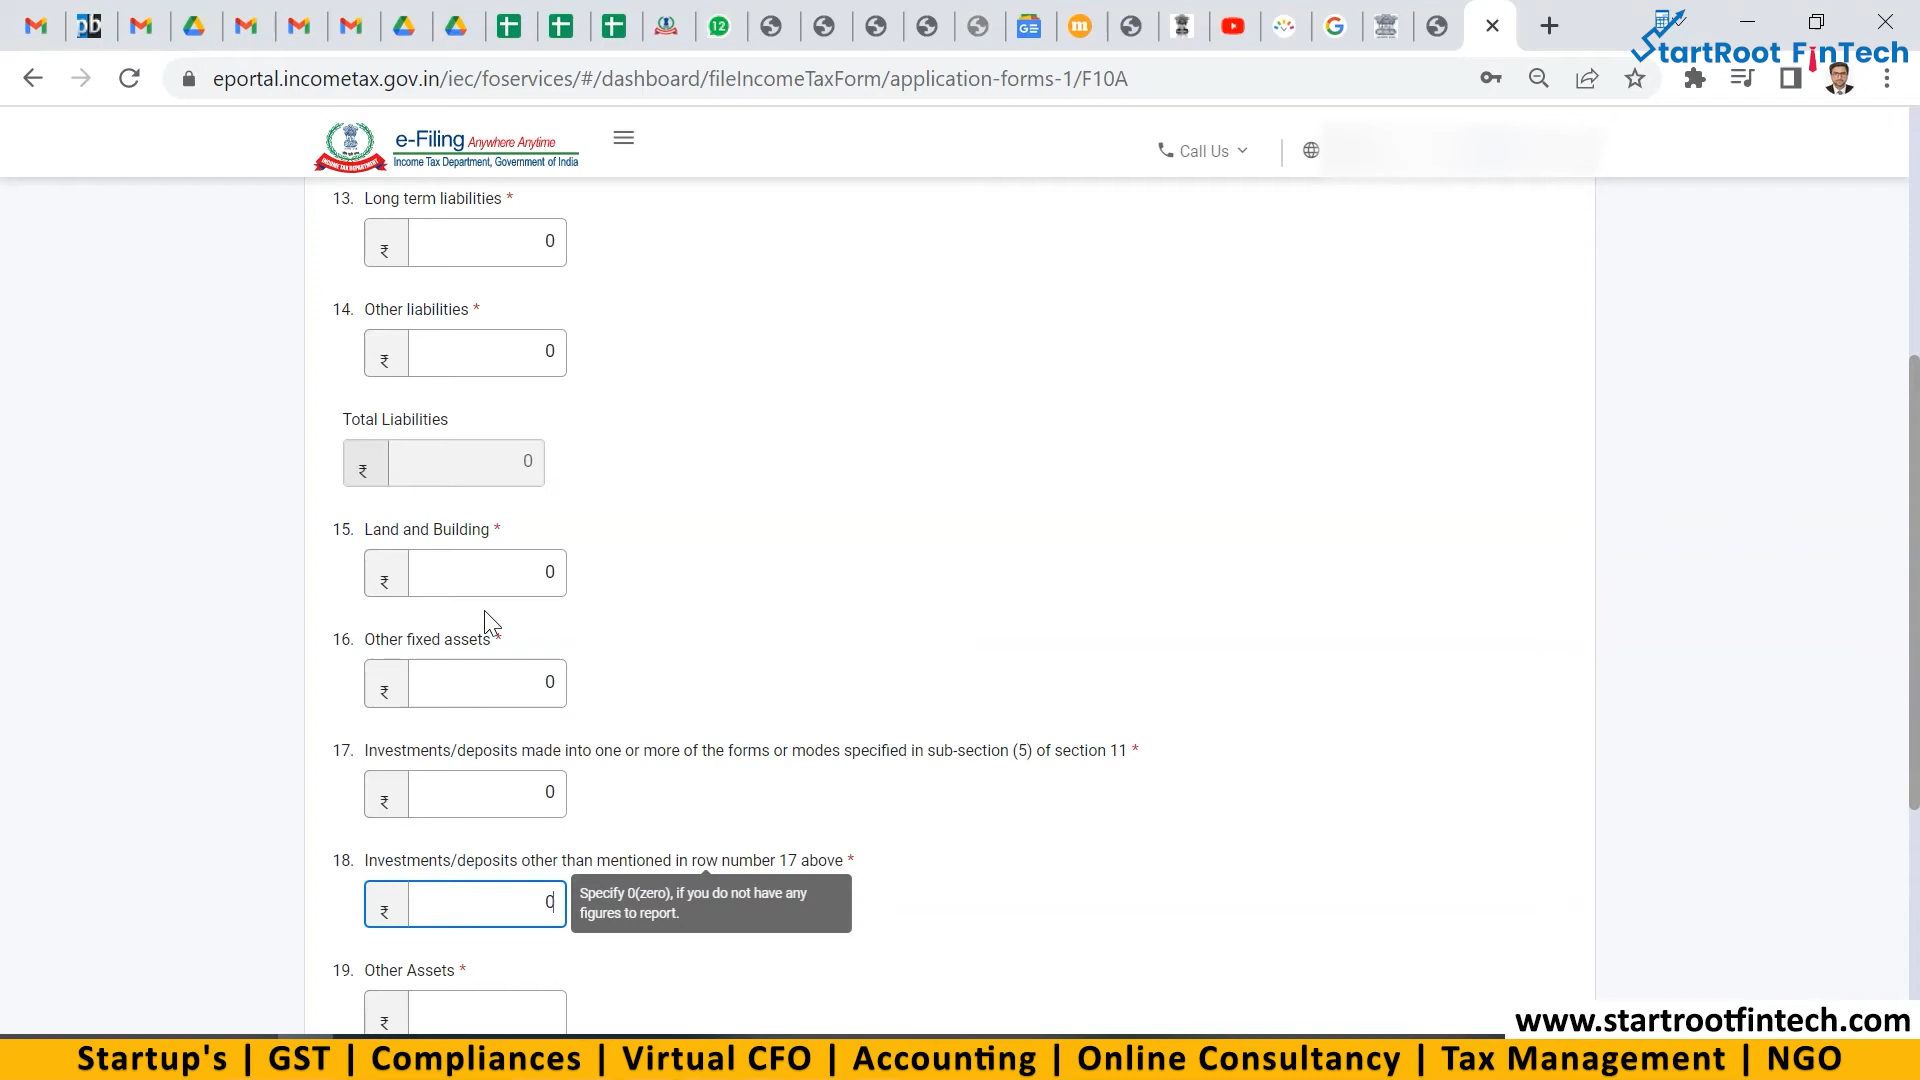 StartRoot FinTech
eportal.incometax.gov.in/iec/foservices/#/dashboard/fileIncomeTaxForm/application-forms-1/F10A
e-Filing Anywhere Anytime
Income Tax Department, Government of India
INCOME TAX DEPARTMENT
Call Us
13. Long term liabilities *
₹ 0
14. Other liabilities *
₹ 0
Total Liabilities
₹ 0
15. Land and Building *
₹ 0
16. Other fixed assets *
₹ 0
17. Investments/deposits made into one or more of the forms or modes specified in sub-section (5) of section 11 *
₹ 0
18. Investments/deposits other than mentioned in row number 17 above *
₹ 0
Specify 0(zero), if you do not have any
figures to report.
19. Other Assets *
₹
www.startrootfintech.com
Startup's | GST | Compliances | Virtual CFO | Accounting | Online Consultancy | Tax Management | NGO